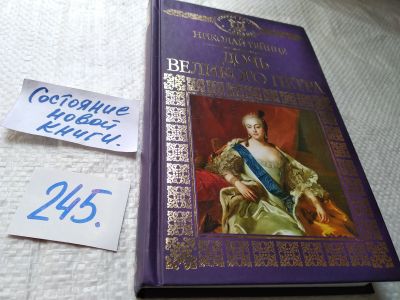 Состояние
новой
книги.
245.
НИКОЛАЙ ГЕЙНЦЕ
ДОЧЬ
ВЕЛИКОГО ПЕТРА